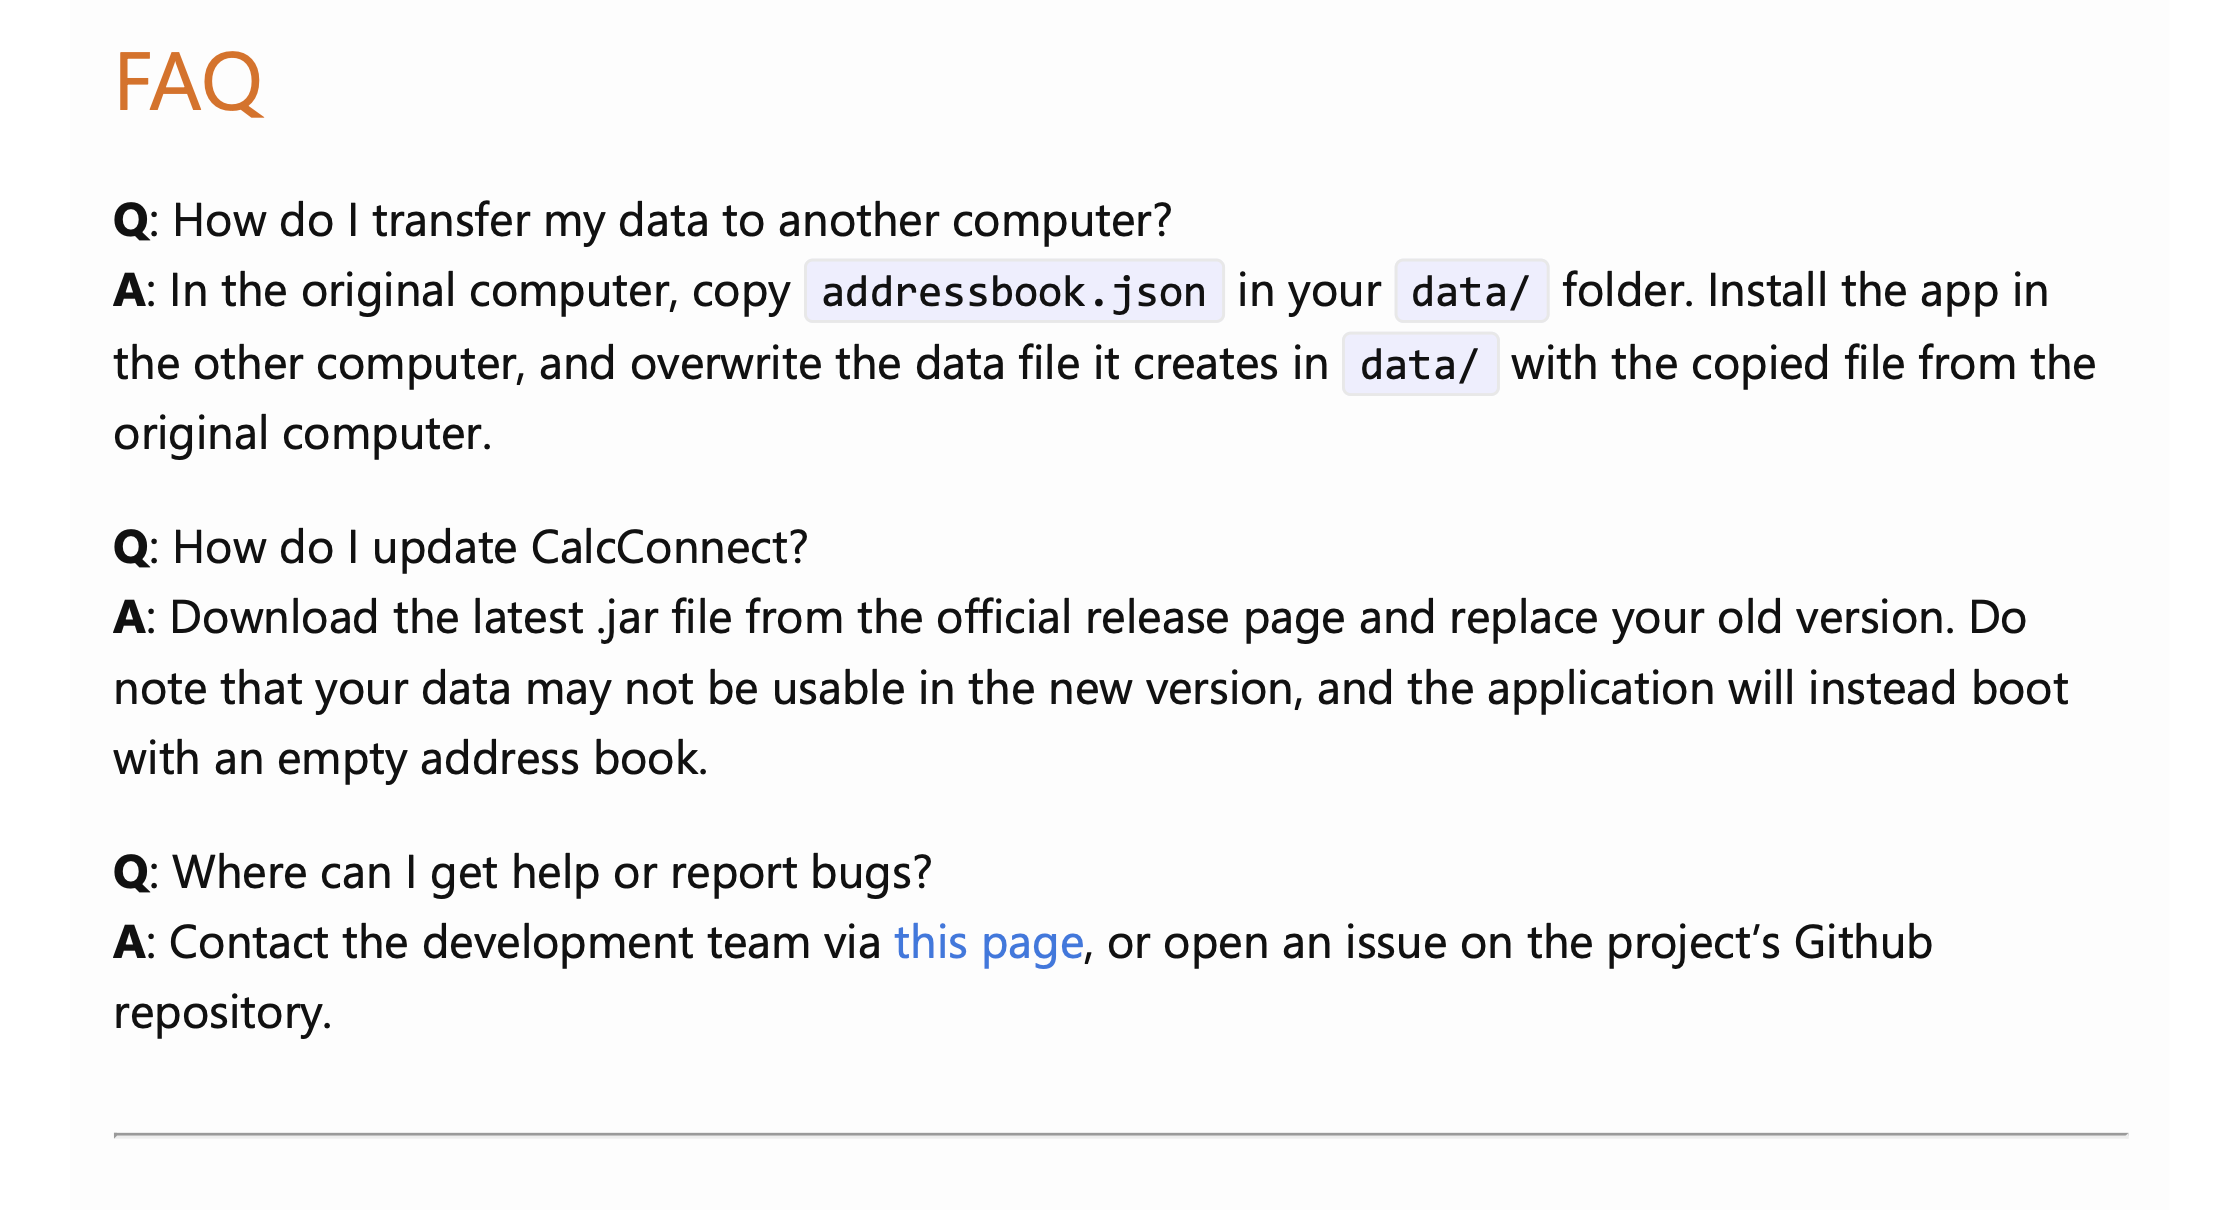 FAQ
Q: How do I transfer my data to another computer?
A: In the original computer, copy addressbook.json in your data/ folder. Install the app in
the other computer, and overwrite the data file it creates in data/ with the copied file from the
original computer.
Q: How do I update CalcConnect?
A: Download the latest .jar file from the official release page and replace your old version. Do
note that your data may not be usable in the new version, and the application will instead boot
with an empty address book.
Q: Where can I get help or report bugs?
A: Contact the development team via this page, or open an issue on the project’s Github
repository.